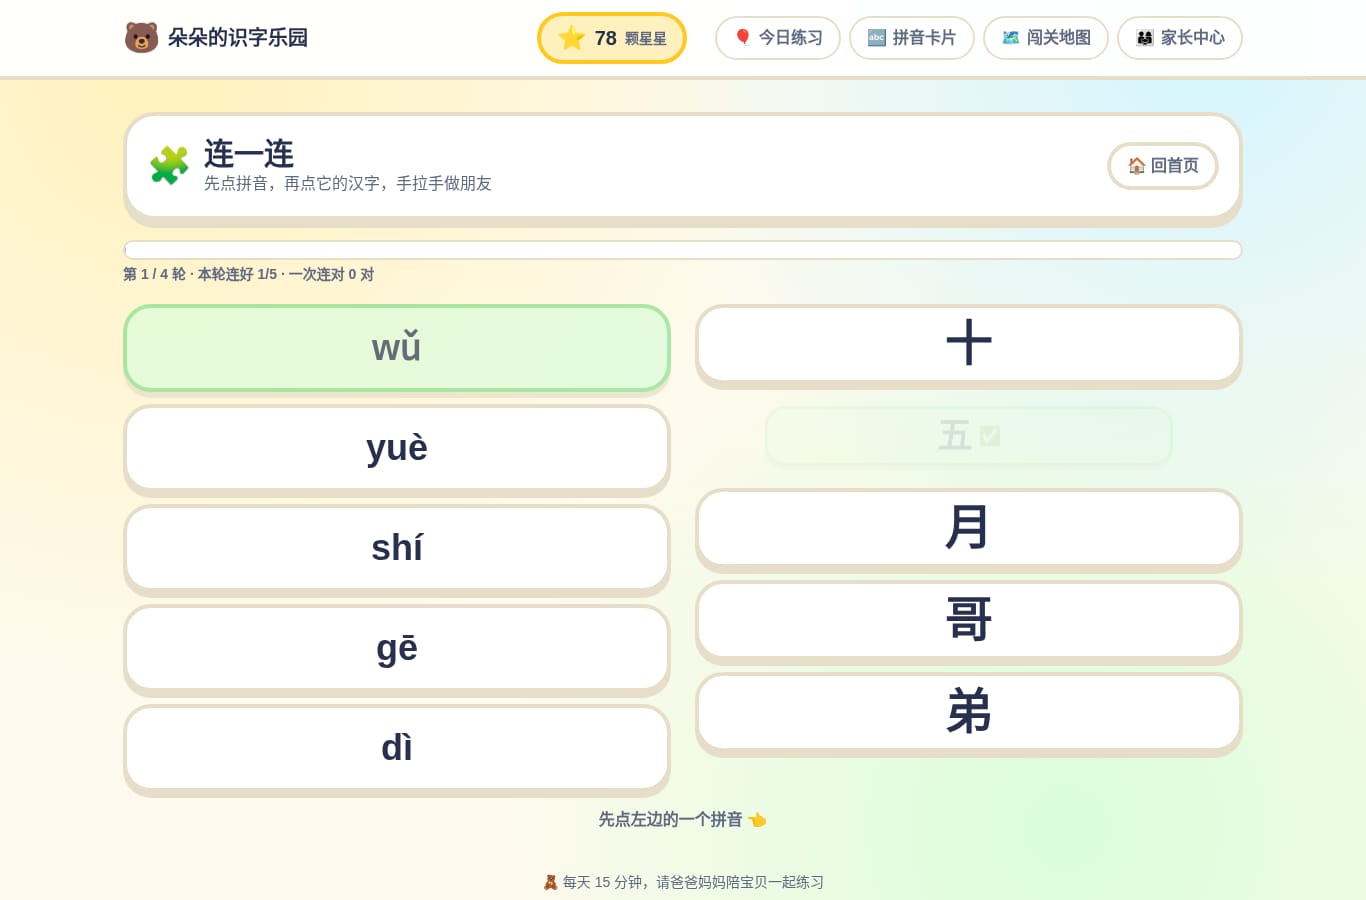 朵朵的识字乐园
78 颗星星
今日练习
拼音卡片
闯关地图
家长中心
连一连
先点拼音，再点它的汉字，手拉手做朋友
回首页
第 1 / 4 轮 · 本轮连好 1/5 · 一次连对 0 对
wǔ
十
五
yuè
月
shí
哥
gē
弟
dì
先点左边的一个拼音
每天 15 分钟，请爸爸妈妈陪宝贝一起练习